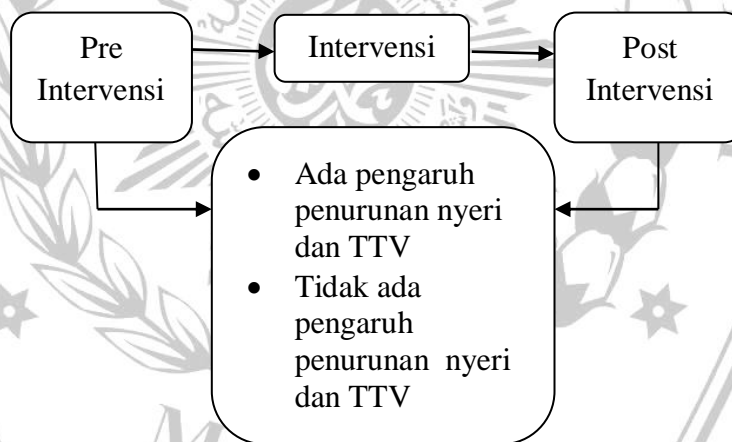 Pre
Intervensi
Intervensi
Post
Intervensi
• Ada pengaruh
penurunan nyeri
dan TTV
• Tidak ada
pengaruh
penurunan nyeri
dan TTV